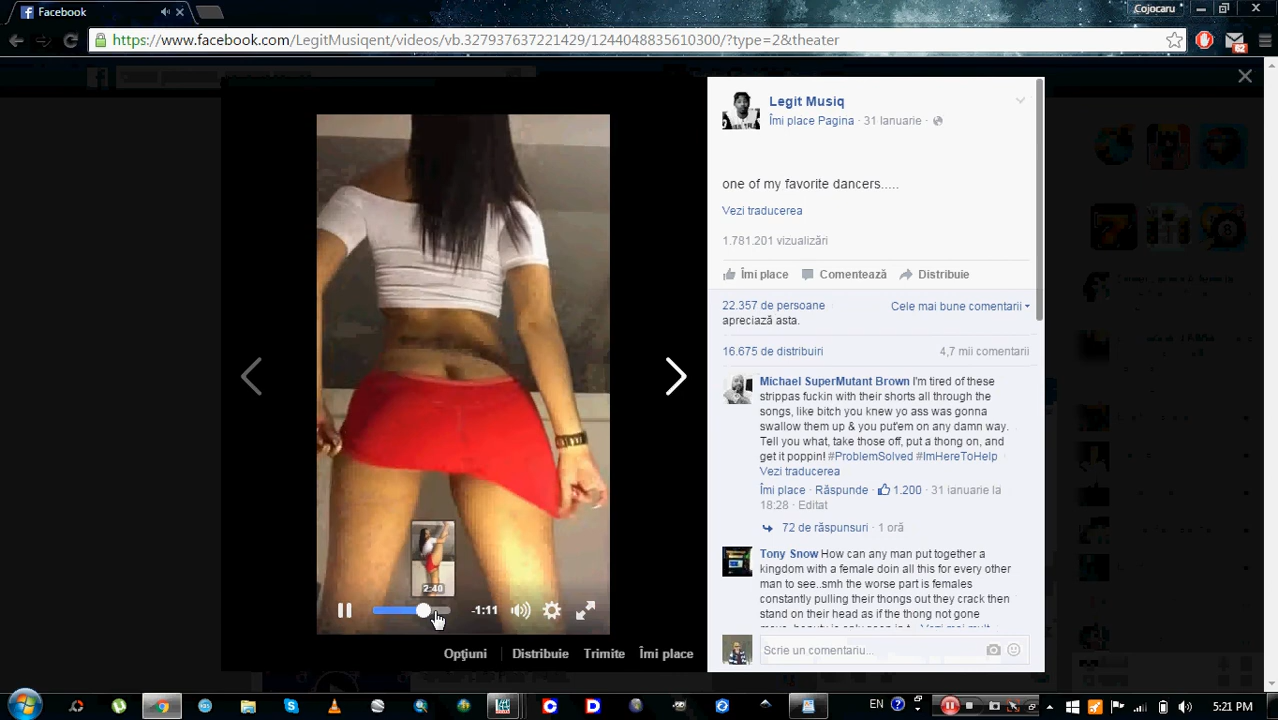 Facebook
Cojocaru
https://www.facebook.com/LegitMusiqent/videos/vb.327937637221429/1244048835610300/?type=2&theater
62
Legit Musiq
Îmi place Pagina · 31 Ianuarie ·
one of my favorite dancers.....
Vezi traducerea
1.781.201 vizualizări
Îmi place Comentează Distribuie
22.357 de persoane
apreciază asta.
Cele mai bune comentarii
16.675 de distribuiri
4,7 mii comentarii
Michael SuperMutant Brown I'm tired of these
strippas fuckin with their shorts all through the
songs, like bitch you knew yo ass was gonna
swallow them up & you put'em on any damn way.
Tell you what, take those off, put a thong on, and
get it poppin! #ProblemSolved #ImHereToHelp
Vezi traducerea
Îmi place · Răspunde · 1.200 · 31 ianuarie la
18:28 · Editat
72 de răspunsuri · 1 oră
Tony Snow How can any man put together a
kingdom with a female doin all this for every other
man to see..smh the worse part is females
constantly pulling their thongs out they crack then
stand on their head as if the thong not gone
Scrie un comentariu...
2:40
-1:11
Opţiuni Distribuie Trimite Îmi place
EN
5:21 PM